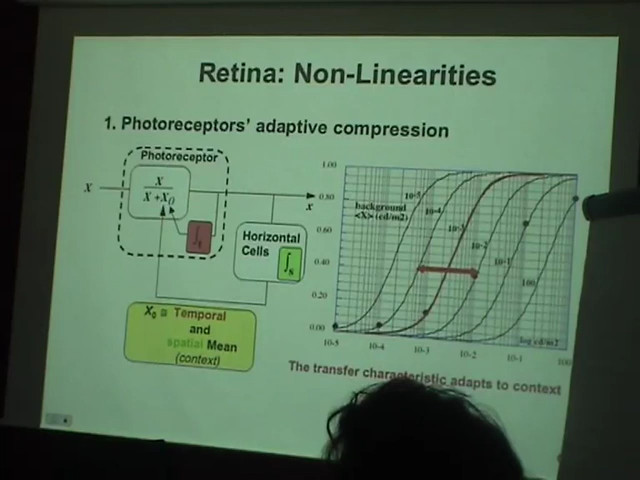 Retina: Non-Linearities
1. Photoreceptors' adaptive compression
Photoreceptor
x
x
x + x0
x
∫t
Horizontal
Cells
∫s
X0 ≅ Temporal
and
spatial Mean
(context)
1.00
0.80
0.60
0.40
0.20
0.00
background
<X> (cd/m2)
10-5
10-4
10-3
10-2
10-1
100
10-5
10-4
10-3
10-2
10-1
100
log cd/m2
The transfer characteristic adapts to context